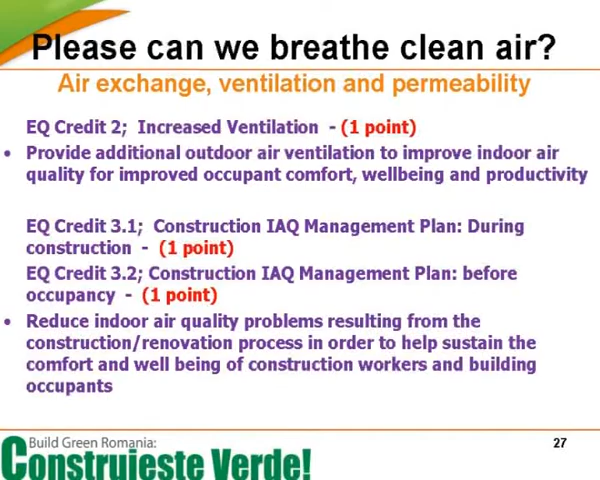 Please can we breathe clean air?
Air exchange, ventilation and permeability
EQ Credit 2; Increased Ventilation - (1 point)
• Provide additional outdoor air ventilation to improve indoor air
quality for improved occupant comfort, wellbeing and productivity
EQ Credit 3.1; Construction IAQ Management Plan: During
construction - (1 point)
EQ Credit 3.2; Construction IAQ Management Plan: before
occupancy - (1 point)
• Reduce indoor air quality problems resulting from the
construction/renovation process in order to help sustain the
comfort and well being of construction workers and building
occupants
Build Green Romania:
Construieste Verde!
27